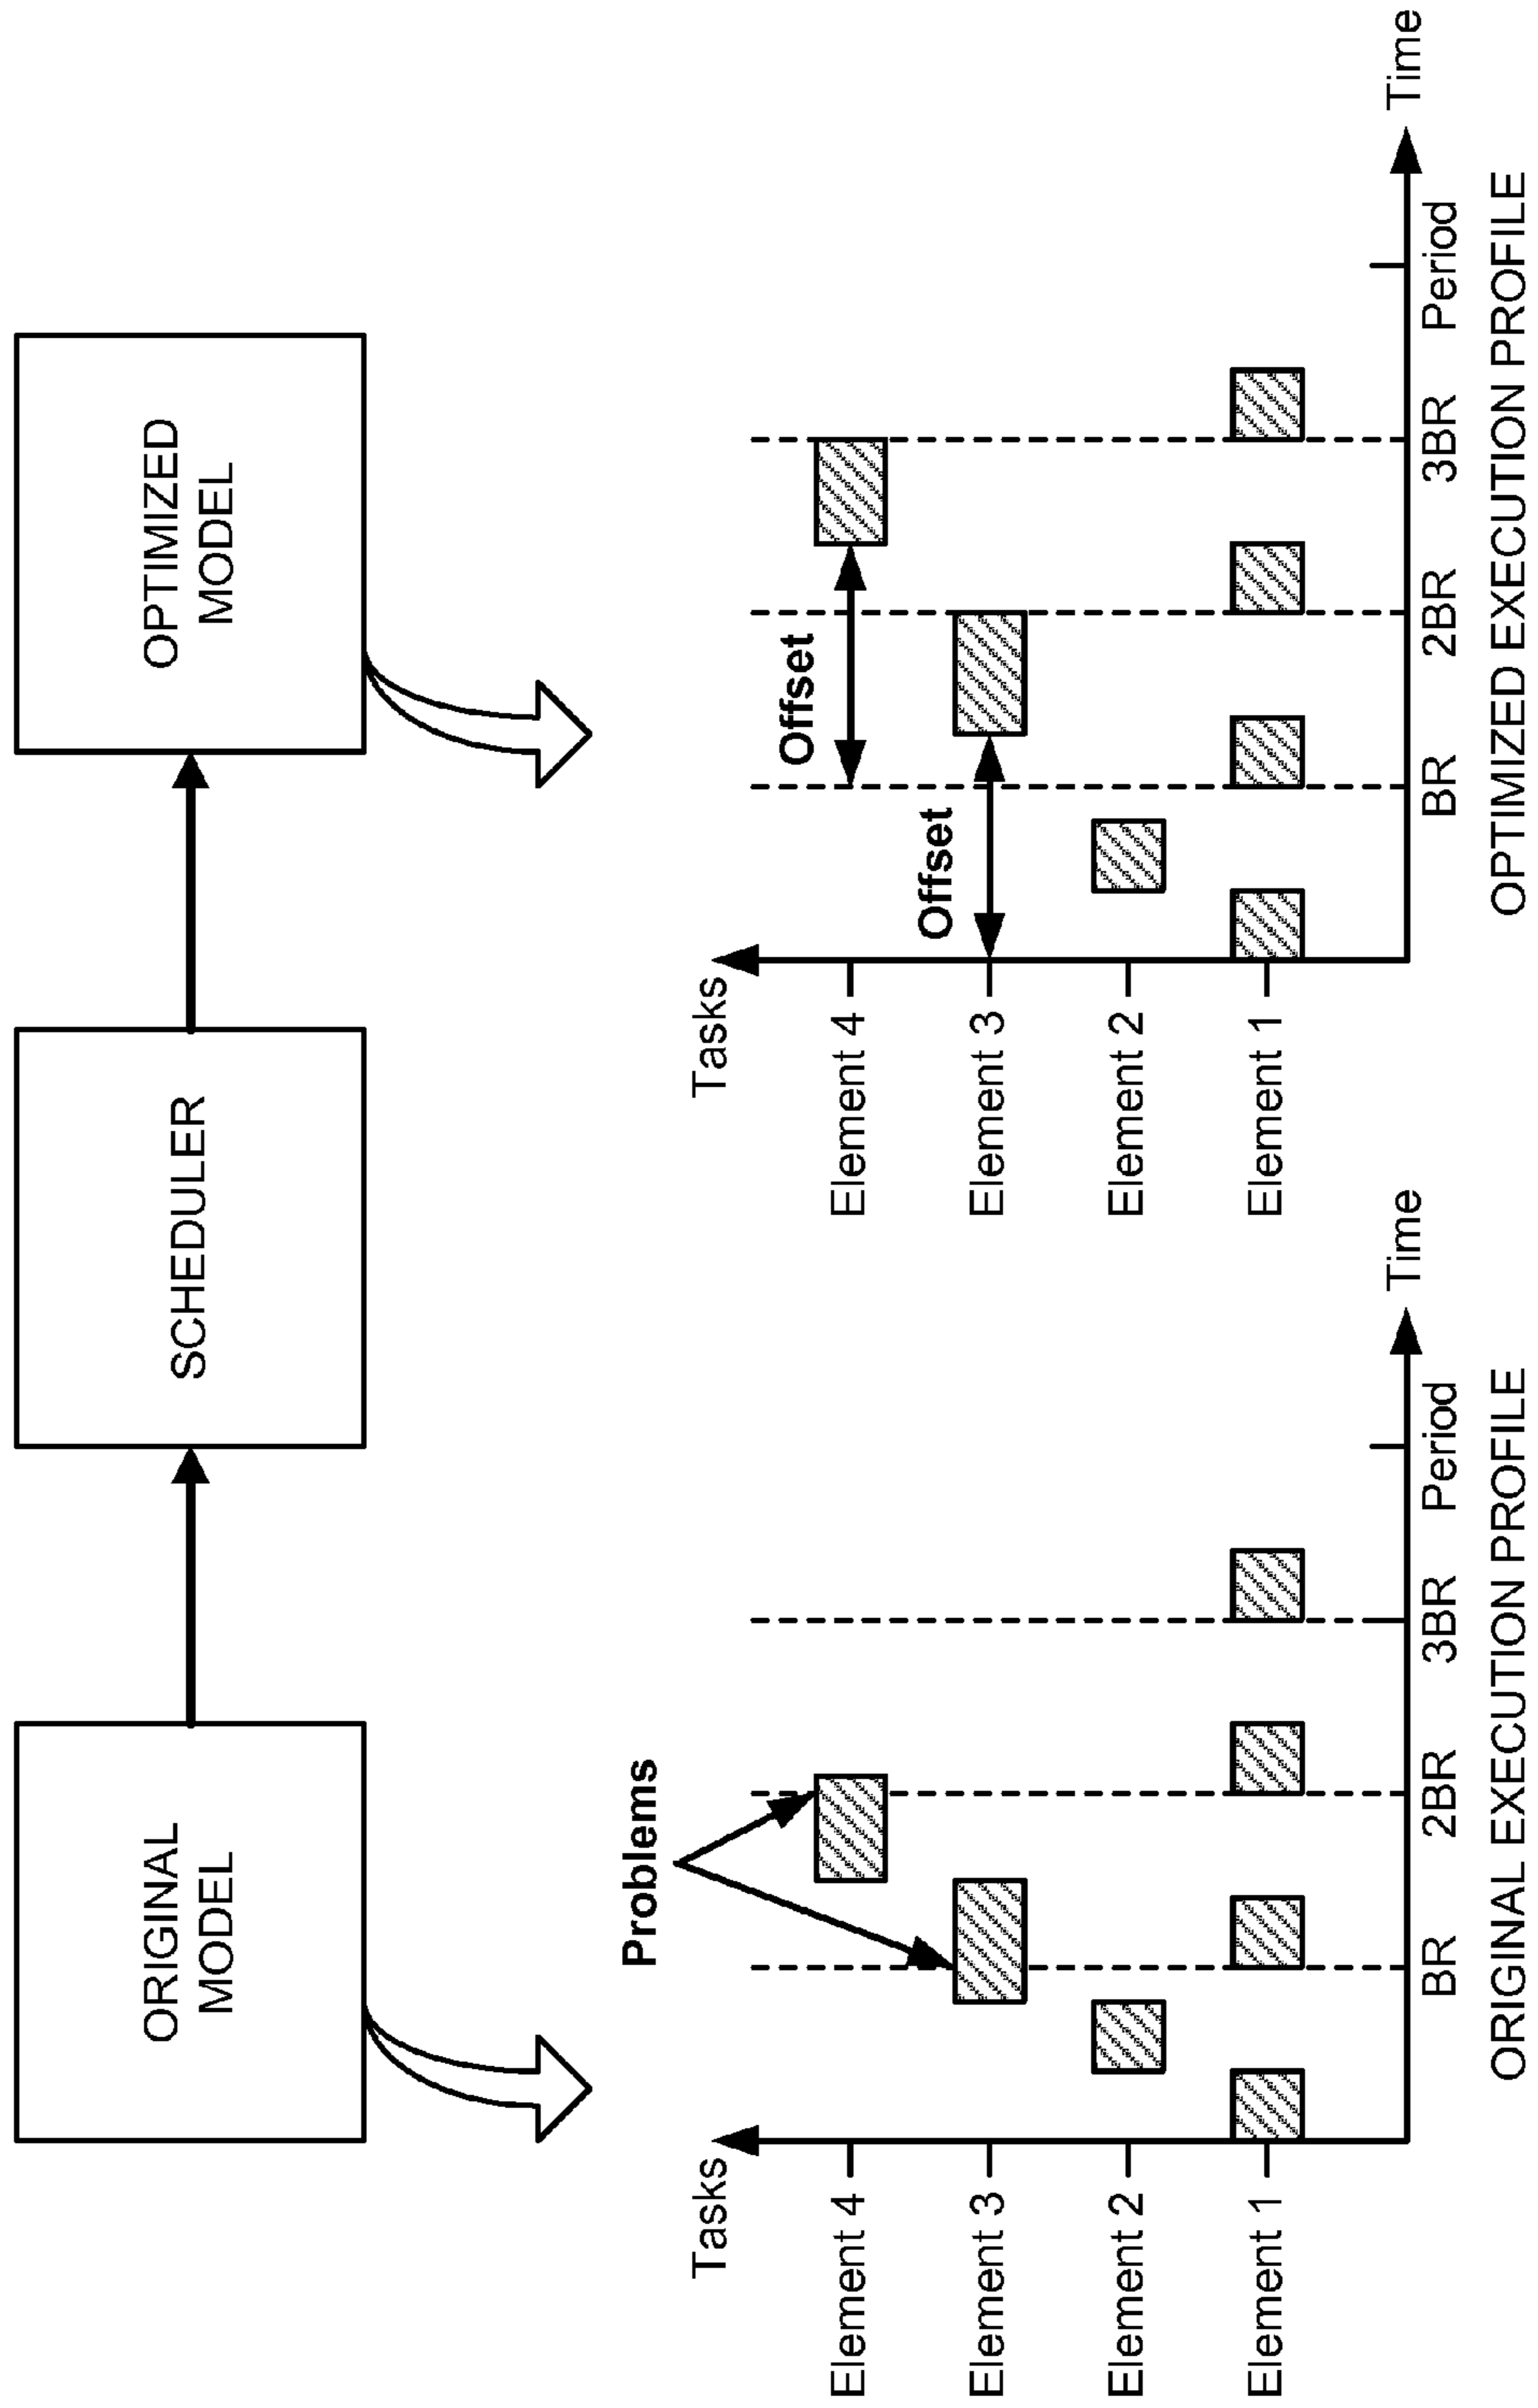 ORIGINAL
MODEL
SCHEDULER
OPTIMIZED
MODEL
Problems
Tasks
Element 4
Element 3
Element 2
Element 1
BR
2BR
3BR
Period
Time
ORIGINAL EXECUTION PROFILE
Tasks
Offset
Element 4
Offset
Element 3
Element 2
Element 1
BR
2BR
3BR
Period
Time
OPTIMIZED EXECUTION PROFILE